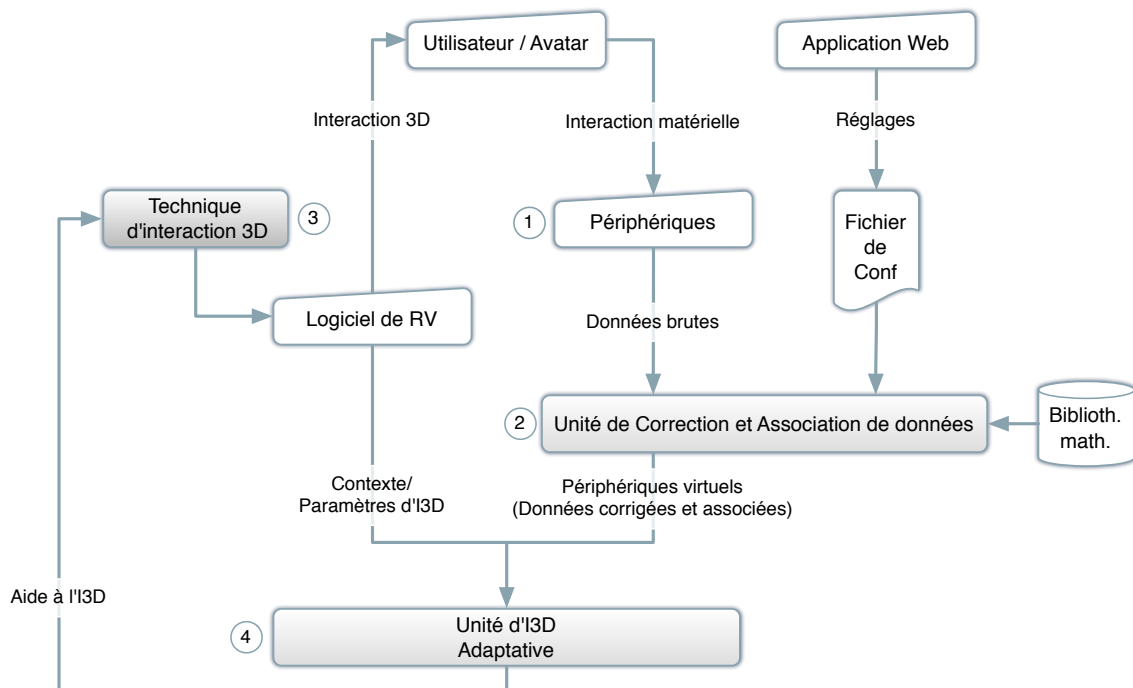 Utilisateur / Avatar
Application Web
Interaction 3D
Interaction matérielle
Réglages
Technique
d'interaction 3D
3
1
Périphériques
Fichier
de
Conf
Logiciel de RV
Données brutes
2
Unité de Correction et Association de données
Biblioth.
math.
Contexte/
Paramètres d'I3D
Périphériques virtuels
(Données corrigées et associées)
Aide à l'I3D
4
Unité d'I3D
Adaptative